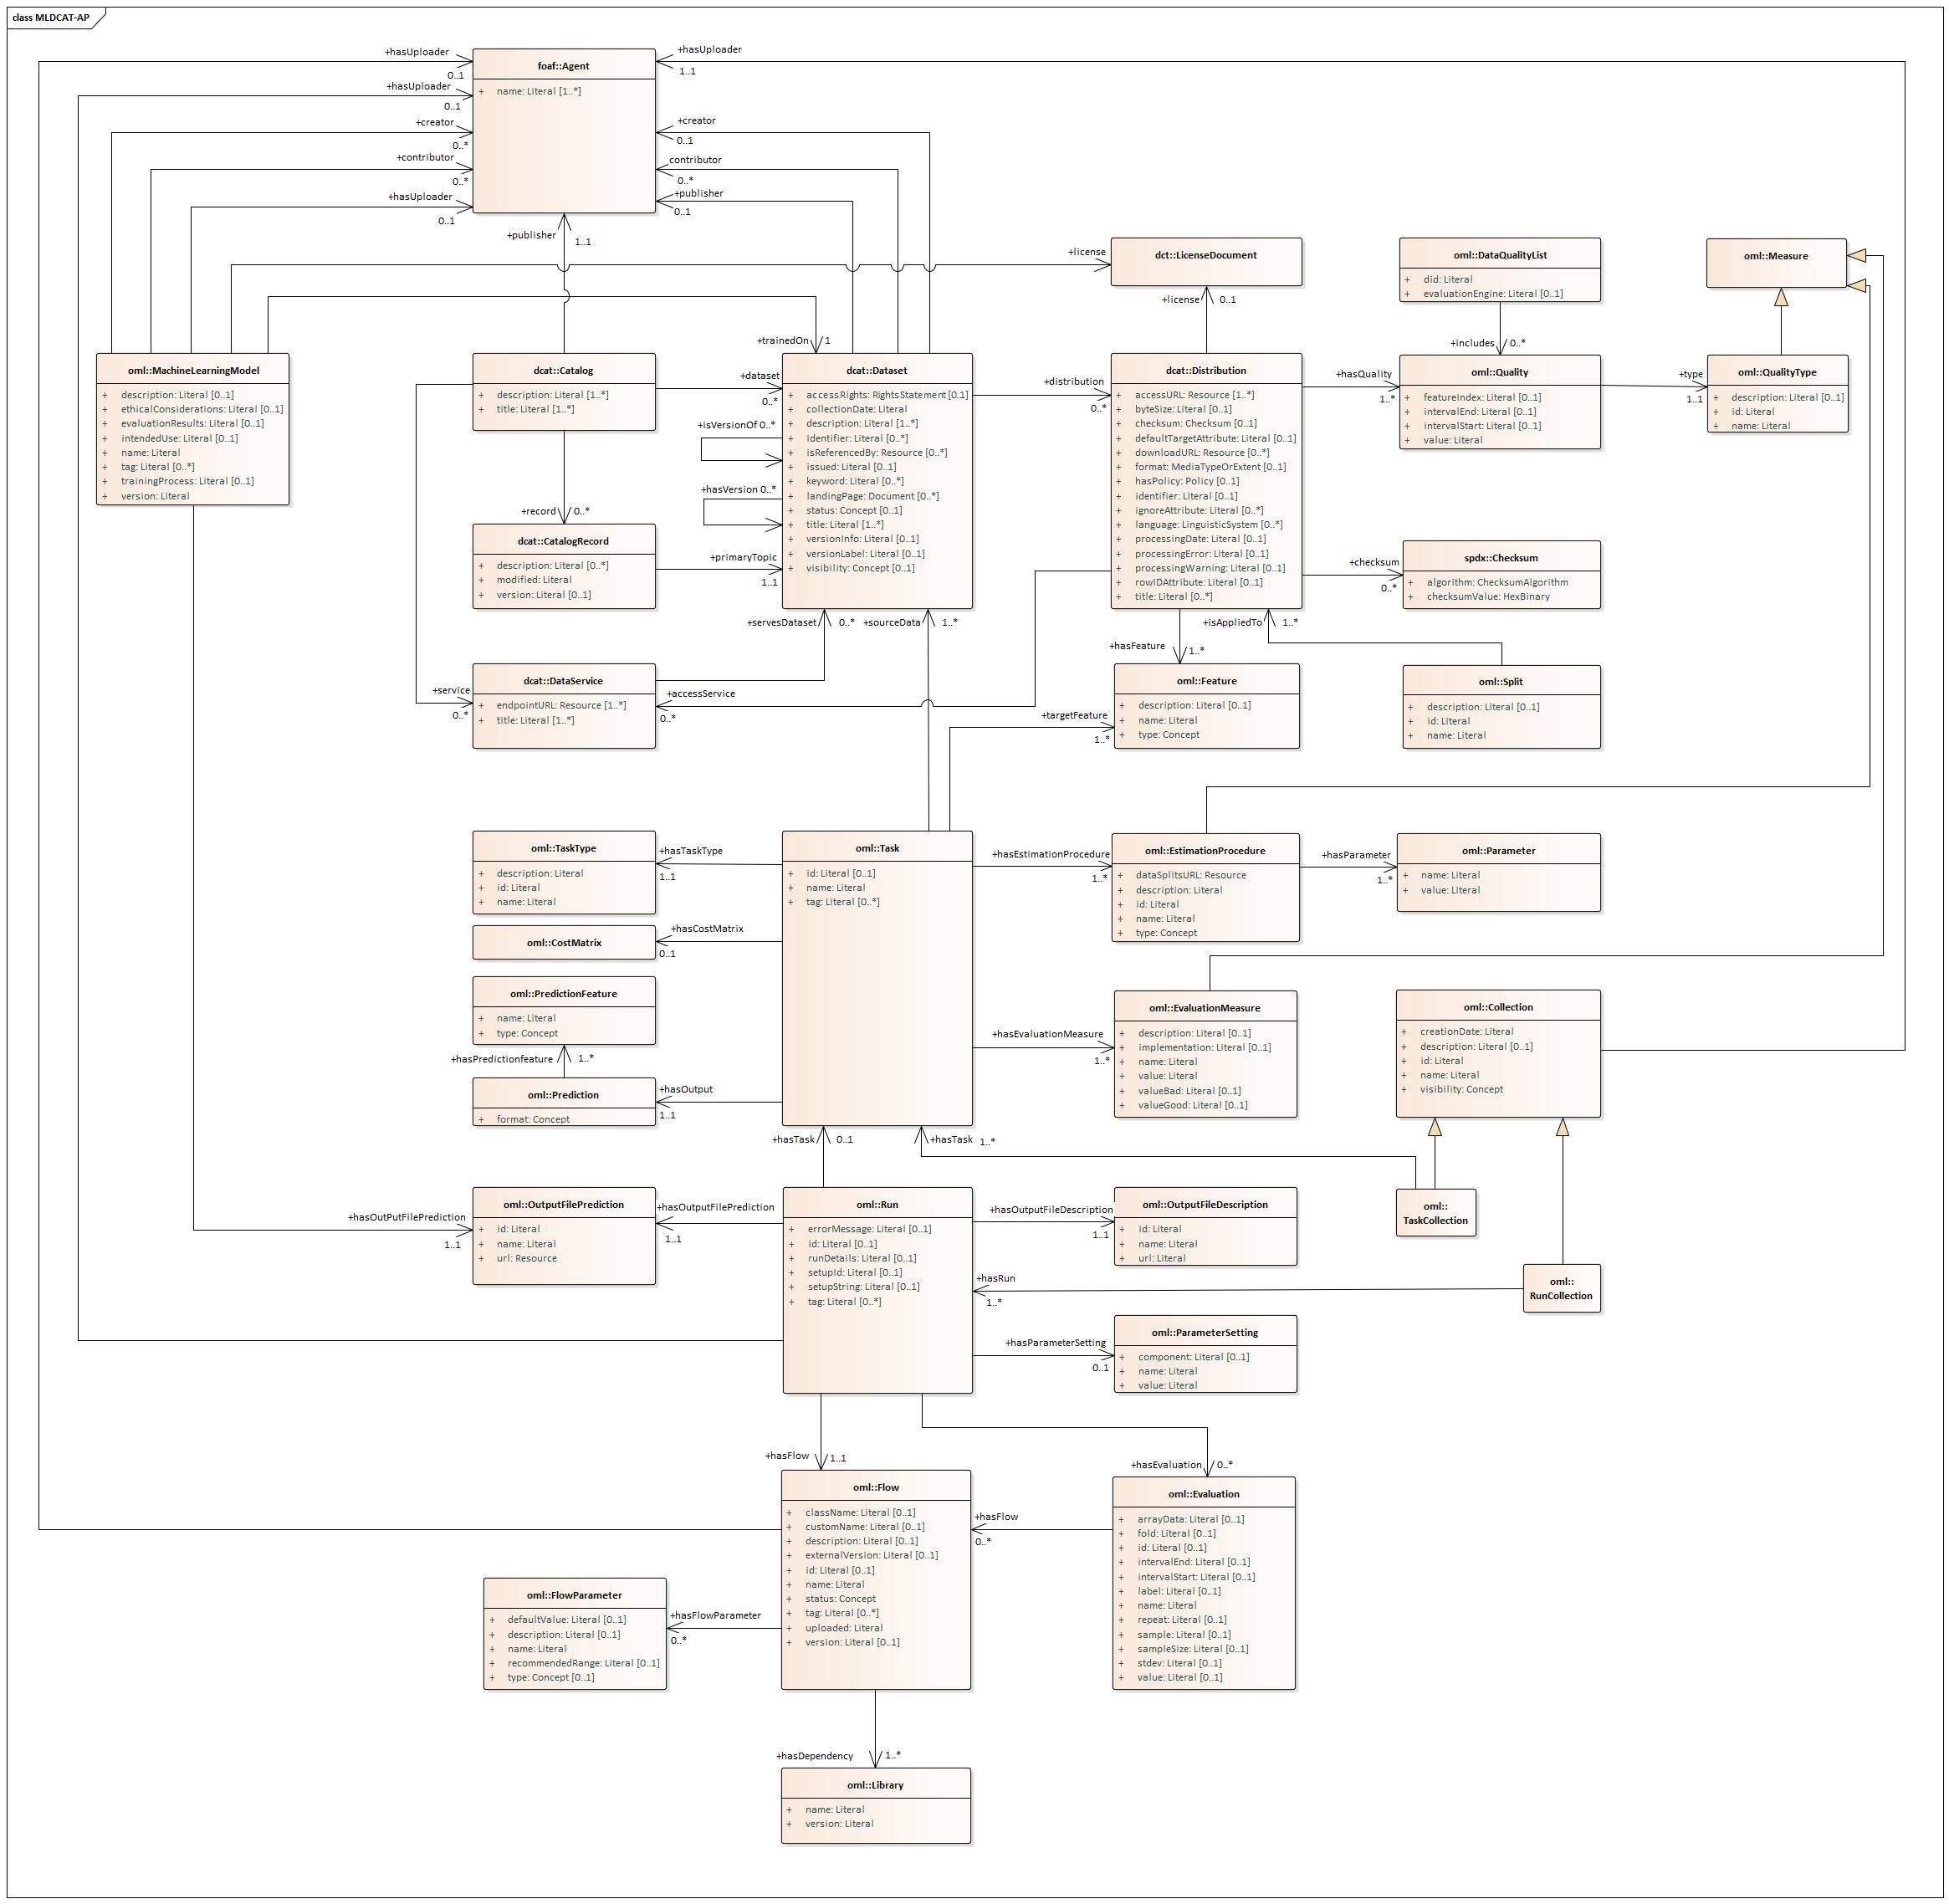 class MLDCAT-AP
+hasUploader
0..1
+hasUploader
0..1
+creator
0..*
+contributor
0..*
+hasUploader
0..1
foaf::Agent
+ name: Literal [1..*]
+hasUploader
1..1
+creator
0..1
contributor
0..*
+publisher
0..1
+publisher
1..1
+license
dct::LicenseDocument
+license 0..1
oml::DataQualityList
+ did: Literal
+ evaluationEngine: Literal [0..1]
+includes 0..*
oml::Measure
oml::MachineLearningModel
+ description: Literal [0..1]
+ ethicalConsiderations: Literal [0..1]
+ evaluationResults: Literal [0..1]
+ intendedUse: Literal [0..1]
+ name: Literal
+ tag: Literal [0..*]
+ trainingProcess: Literal [0..1]
+ version: Literal
dcat::Catalog
+ description: Literal [1..*]
+ title: Literal [1..*]
+trainedOn 1
+dataset
0..*
+isVersionOf 0..*
+hasVersion 0..*
dcat::Dataset
+ accessRights: RightsStatement [0.1]
+ collectionDate: Literal
+ description: Literal [1..*]
+ identifier: Literal [0..*]
+ isReferencedBy: Resource [0..*]
+ issued: Literal [0..1]
+ keyword: Literal [0..*]
+ landingPage: Document [0..*]
+ status: Concept [0..1]
+ title: Literal [1..*]
+ versionInfo: Literal [0..1]
+ versionLabel: Literal [0..1]
+ visibility: Concept [0..1]
+distribution
0..*
dcat::Distribution
+ accessURL: Resource [1..*]
+ byteSize: Literal [0..1]
+ checksum: Checksum [0..1]
+ defaultTargetAttribute: Literal [0..1]
+ downloadURL: Resource [0..*]
+ format: MediaTypeOrExtent [0..1]
+ hasPolicy: Policy [0..1]
+ identifier: Literal [0..1]
+ ignoreAttribute: Literal [0..*]
+ language: LinguisticSystem [0..*]
+ processingDate: Literal [0..1]
+ processingError: Literal [0..1]
+ processingWarning: Literal [0..1]
+ rowIDAttribute: Literal [0..1]
+ title: Literal [0..*]
+hasQuality
1..*
oml::Quality
+ featureIndex: Literal [0..1]
+ intervalEnd: Literal [0..1]
+ intervalStart: Literal [0..1]
+ value: Literal
+type
1..1
oml::QualityType
+ description: Literal [0..1]
+ id: Literal
+ name: Literal
+record 0..*
dcat::CatalogRecord
+ description: Literal [0..*]
+ modified: Literal
+ version: Literal [0..1]
+primaryTopic
1..1
+checksum
0..*
spdx::Checksum
+ algorithm: ChecksumAlgorithm
+ checksumValue: HexBinary
+servesDataset 0..*
+sourceData 1..*
+isAppliedTo 1..*
+hasFeature 1..*
+service
0..*
dcat::DataService
+ endpointURL: Resource [1..*]
+ title: Literal [1..*]
+accessService
0..*
oml::Feature
+ description: Literal [0..1]
+ name: Literal
+ type: Concept
+targetFeature
1..*
oml::Split
+ description: Literal [0..1]
+ id: Literal
+ name: Literal
oml::TaskType
+ description: Literal
+ id: Literal
+ name: Literal
+hasTaskType
1..1
oml::Task
+ id: Literal [0..1]
+ name: Literal
+ tag: Literal [0..*]
+hasEstimationProcedure
1..*
oml::EstimationProcedure
+ dataSplitsURL: Resource
+ description: Literal
+ id: Literal
+ name: Literal
+ type: Concept
+hasParameter
1..*
oml::Parameter
+ name: Literal
+ value: Literal
oml::CostMatrix
+hasCostMatrix
0..1
oml::PredictionFeature
+ name: Literal
+ type: Concept
+hasPredictionfeature 1..*
oml::Prediction
+ format: Concept
+hasOutput
1..1
+hasEvaluationMeasure
1..*
oml::EvaluationMeasure
+ description: Literal [0..1]
+ implementation: Literal [0..1]
+ name: Literal
+ value: Literal
+ valueBad: Literal [0..1]
+ valueGood: Literal [0..1]
oml::Collection
+ creationDate: Literal
+ description: Literal [0..1]
+ id: Literal
+ name: Literal
+ visibility: Concept
+hasTask 0..1
+hasTask 1..*
+hasOutPutFilePrediction
1..1
oml::OutputFilePrediction
+ id: Literal
+ name: Literal
+ url: Resource
+hasOutputFilePrediction
1..1
oml::Run
+ errorMessage: Literal [0..1]
+ id: Literal [0..1]
+ runDetails: Literal [0..1]
+ setupId: Literal [0..1]
+ setupString: Literal [0..1]
+ tag: Literal [0..*]
+hasOutputFileDescription
1..1
oml::OutputFileDescription
+ id: Literal
+ name: Literal
+ url: Literal
oml::
TaskCollection
+hasRun
1..*
oml::
RunCollection
+hasParameterSetting
0..1
oml::ParameterSetting
+ component: Literal [0..1]
+ name: Literal
+ value: Literal
+hasFlow 1..1
+hasEvaluation 0..*
oml::Flow
+ className: Literal [0..1]
+ customName: Literal [0..1]
+ description: Literal [0..1]
+ externalVersion: Literal [0..1]
+ id: Literal [0..1]
+ name: Literal
+ status: Concept
+ tag: Literal [0..*]
+ uploaded: Literal
+ version: Literal [0..1]
+hasFlow
0..*
oml::Evaluation
+ arrayData: Literal [0..1]
+ fold: Literal [0..1]
+ id: Literal [0..1]
+ intervalEnd: Literal [0..1]
+ intervalStart: Literal [0..1]
+ label: Literal [0..1]
+ name: Literal
+ repeat: Literal [0..1]
+ sample: Literal [0..1]
+ sampleSize: Literal [0..1]
+ stdev: Literal [0..1]
+ value: Literal [0..1]
oml::FlowParameter
+ defaultValue: Literal [0..1]
+ description: Literal [0..1]
+ name: Literal
+ recommendedRange: Literal [0..1]
+ type: Concept [0..1]
+hasFlowParameter
0..*
+hasDependency 1..*
oml::Library
+ name: Literal
+ version: Literal